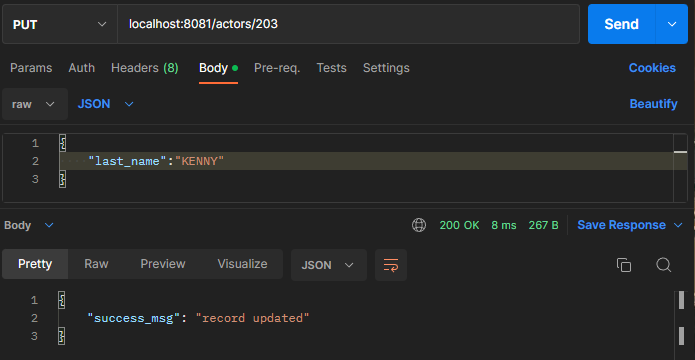 PUT localhost:8081/actors/203 Send
Params Auth Headers (8) Body Pre-req. Tests Settings Cookies
raw JSON Beautify
1 {
2 "last_name":"KENNY"
3 }
Body 200 OK 8 ms 267 B Save Response
Pretty Raw Preview Visualize JSON
1 {
2 "success_msg": "record updated"
3 }